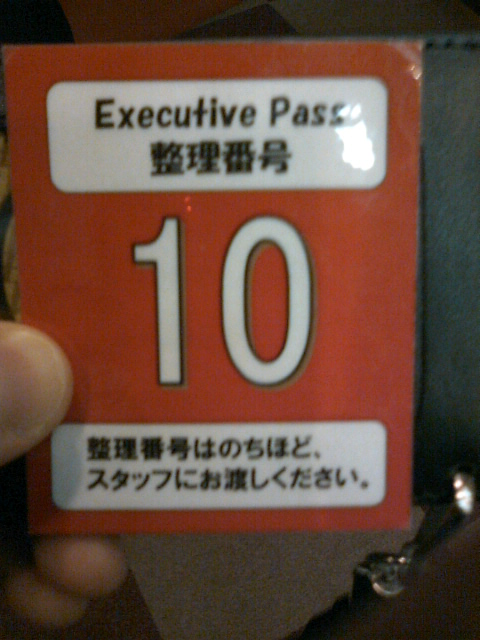 Executive Pass
整理番号
10
整理番号はのちほど、
スタッフにお渡しください。